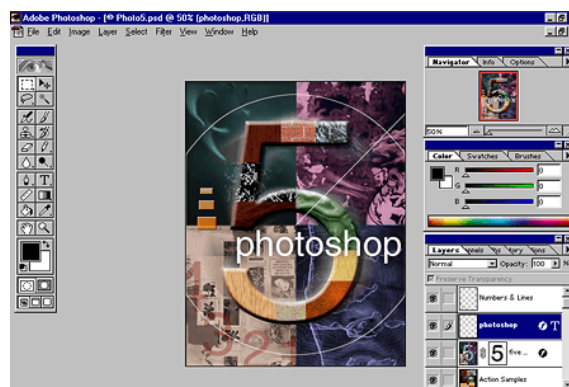 Adobe Photoshop - [© Photo5.psd @ 50% (photoshop,RGB)]
File Edit Image Layer Select Filter View Window Help
Navigator Info Options
50%
Color Swatches Brushes
R 0
G 0
B 0
5
photoshop
Layers
Normal Opacity: 100 %
Preserve Transparency
Numbers & Lines
photoshop
five ...
Action Samples